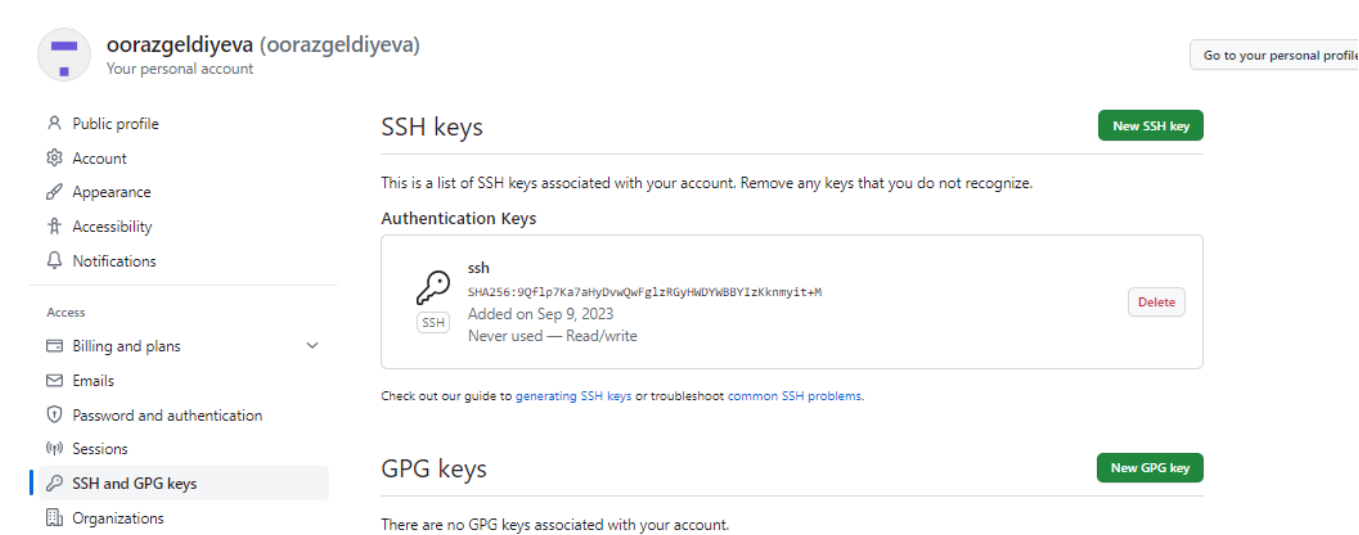 oorazgeldiyeva (oorazgeldiyeva)
Your personal account
Go to your personal profile
Public profile
Account
Appearance
Accessibility
Notifications
Access
Billing and plans
Emails
Password and authentication
Sessions
SSH and GPG keys
Organizations
SSH keys
New SSH key
This is a list of SSH keys associated with your account. Remove any keys that you do not recognize.
Authentication Keys
ssh
SHA256:9Qflp7Ka7aHyDvwQwFglzRGyHWDYWBBYIzKknmyit+M
SSH
Added on Sep 9, 2023
Never used — Read/write
Delete
Check out our guide to generating SSH keys or troubleshoot common SSH problems.
GPG keys
New GPG key
There are no GPG keys associated with your account.